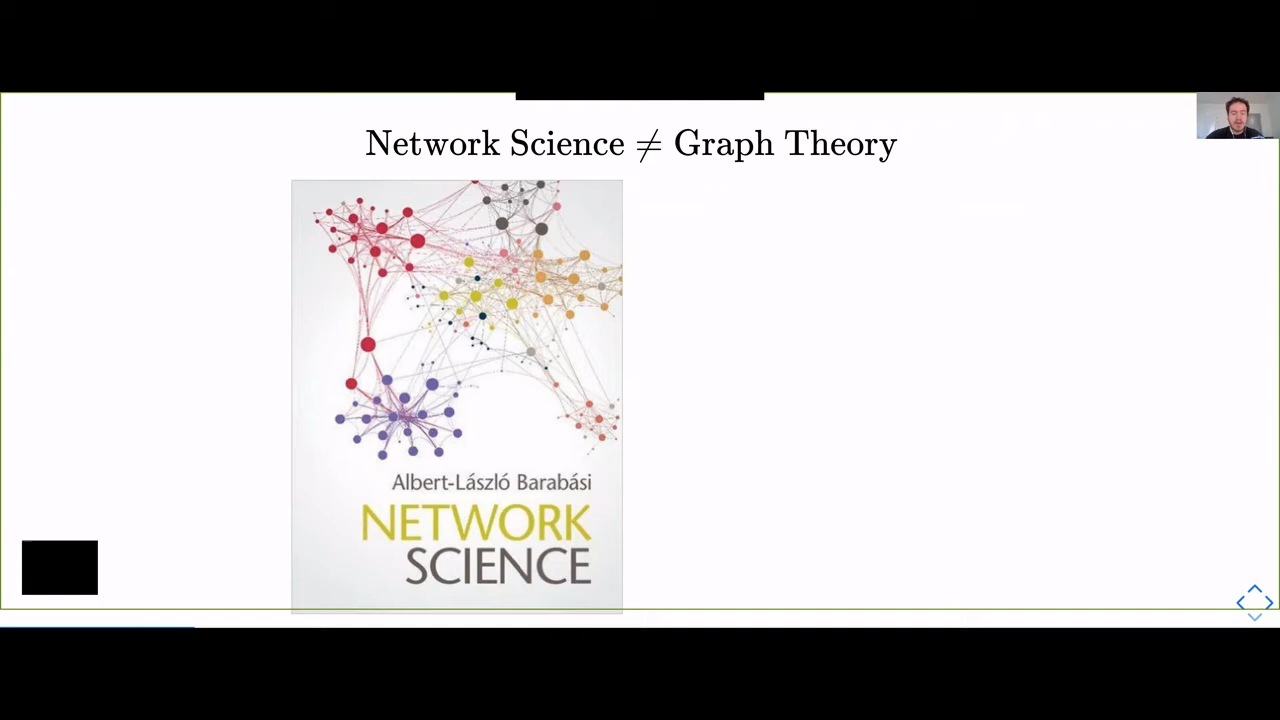 Network Science ≠ Graph Theory
Albert-László Barabási
NETWORK
SCIENCE